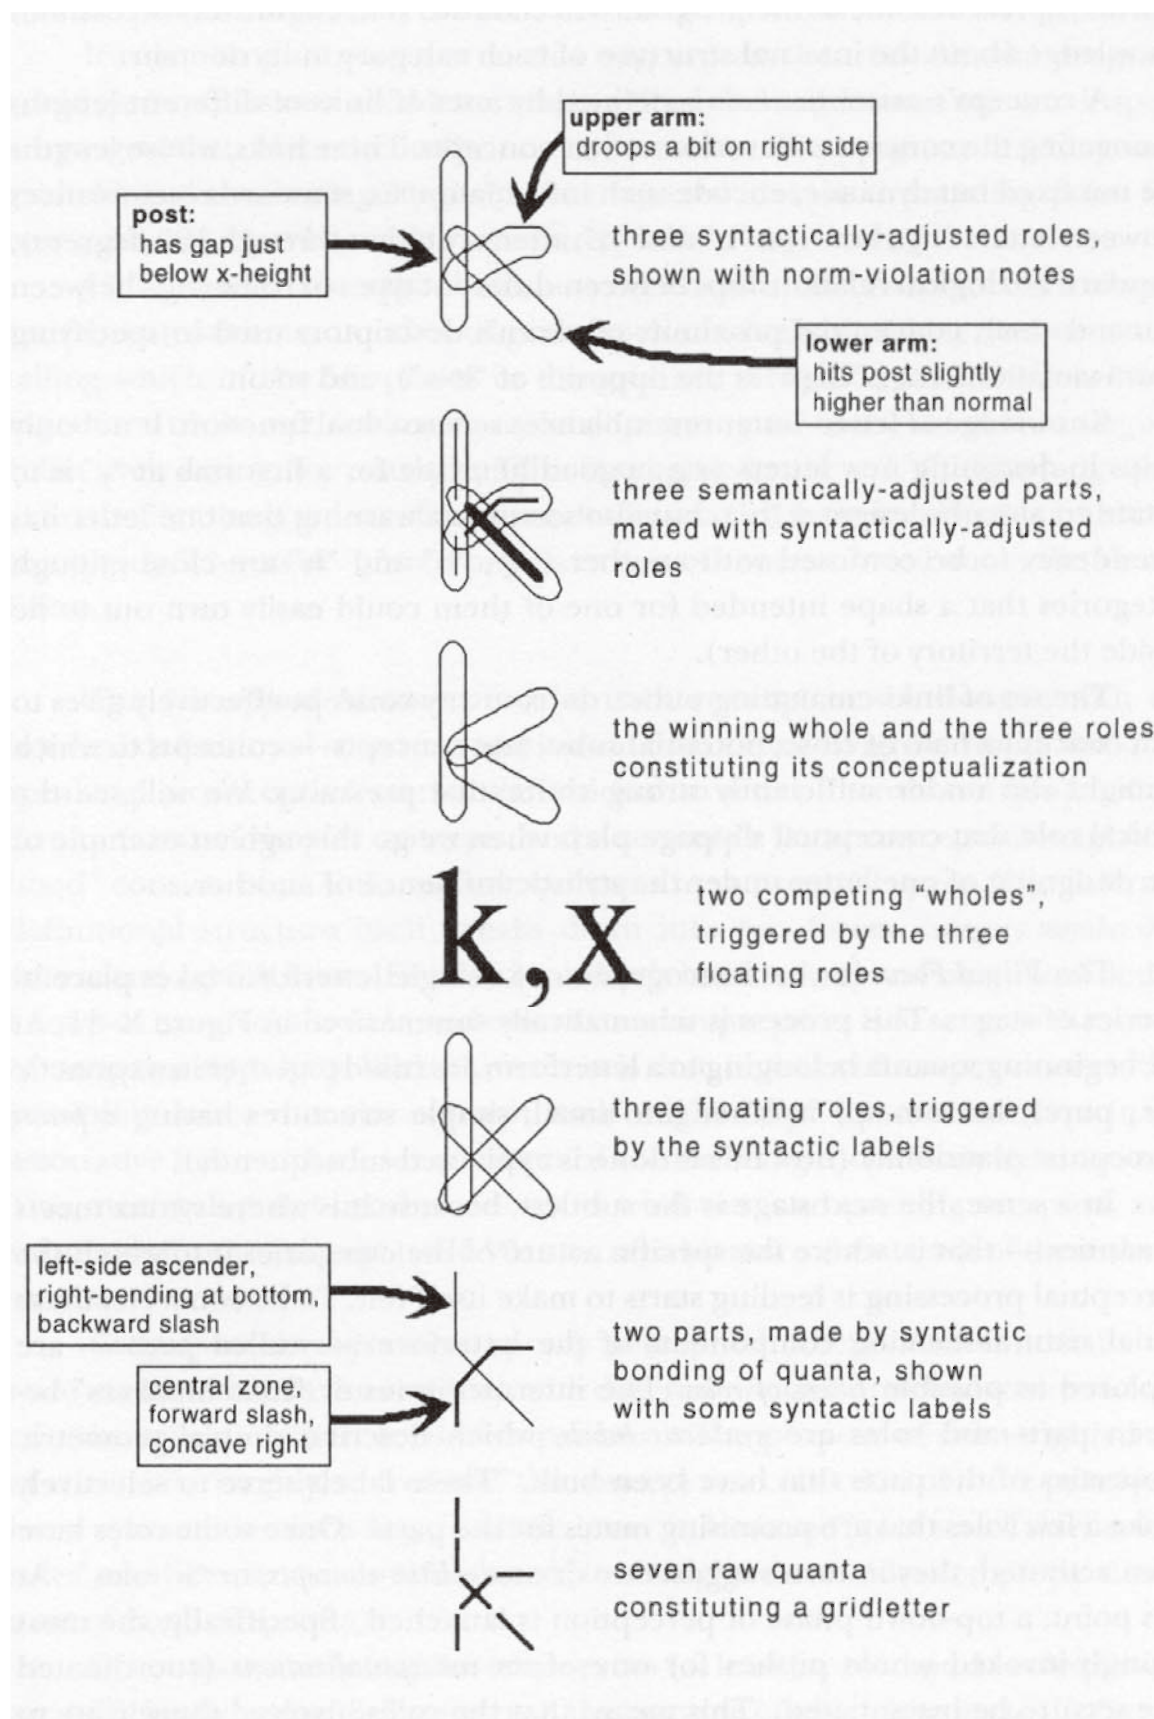 upper arm:
droops a bit on right side
post:
has gap just
below x-height
three syntactically-adjusted roles,
shown with norm-violation notes
lower arm:
hits post slightly
higher than normal
three semantically-adjusted parts,
mated with syntactically-adjusted
roles
the winning whole and the three roles
constituting its conceptualization
k, x
two competing “wholes”,
triggered by the three
floating roles
three floating roles, triggered
by the syntactic labels
left-side ascender,
right-bending at bottom,
backward slash
two parts, made by syntactic
bonding of quanta, shown
with some syntactic labels
central zone,
forward slash,
concave right
seven raw quanta
constituting a gridletter